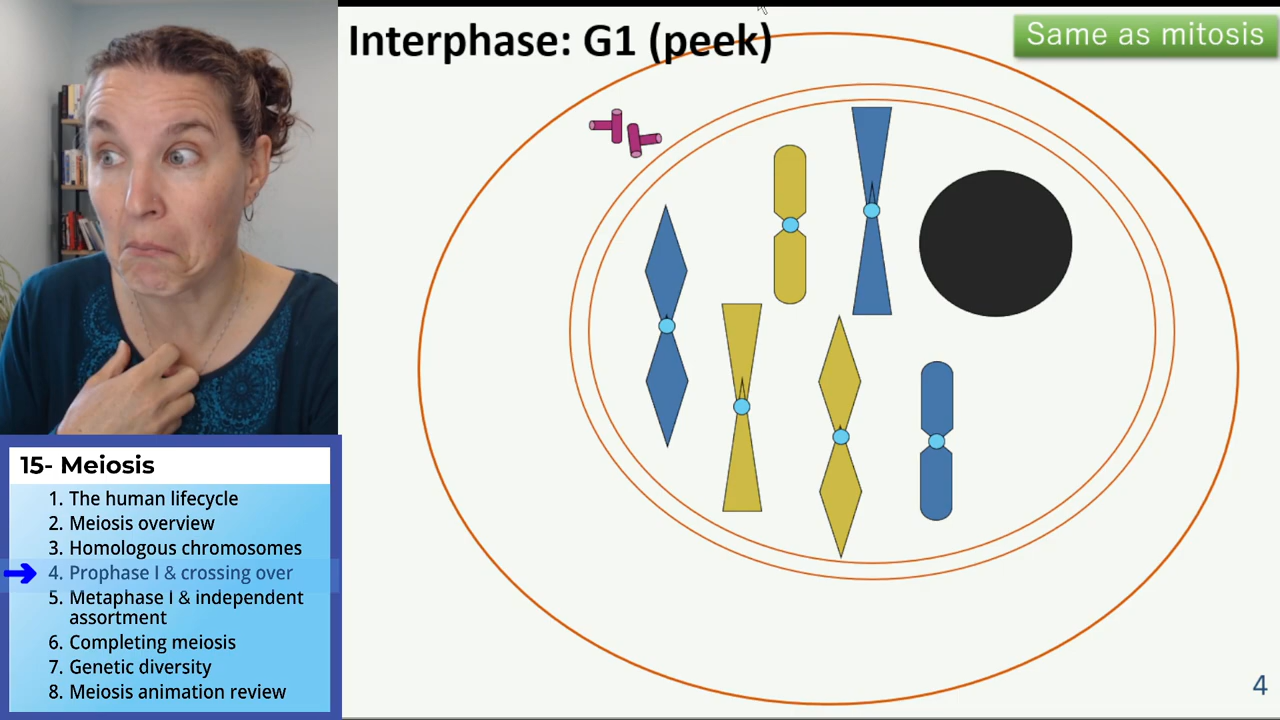 Interphase: G1 (peek)
Same as mitosis
15- Meiosis
1. The human lifecycle
2. Meiosis overview
3. Homologous chromosomes
4. Prophase I & crossing over
5. Metaphase I & independent
assortment
6. Completing meiosis
7. Genetic diversity
8. Meiosis animation review
4